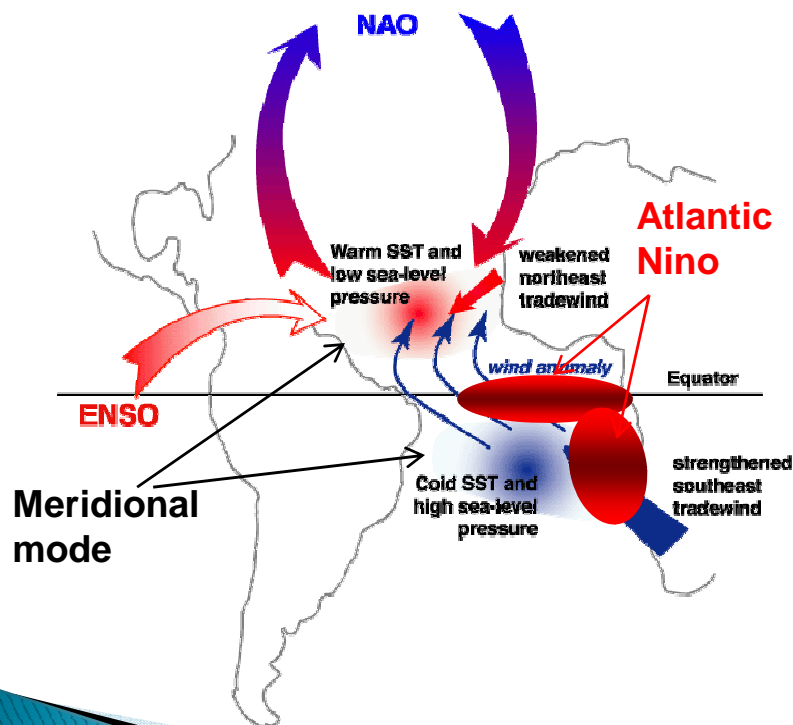 NAO
Atlantic
Nino
Warm SST and
low sea-level
pressure
weakened
northeast
tradewind
wind anomaly
Equator
ENSO
Meridional
mode
Cold SST and
high sea-level
pressure
strengthened
southeast
tradewind